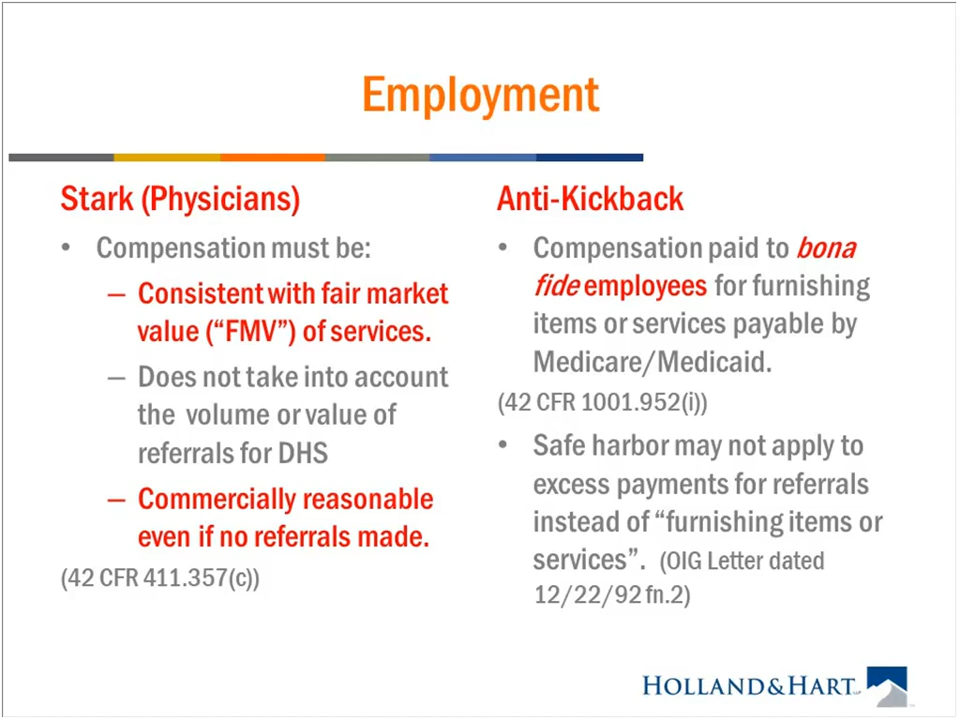 Employment
Stark (Physicians)
• Compensation must be:
– Consistent with fair market
value (“FMV”) of services.
– Does not take into account
the volume or value of
referrals for DHS
– Commercially reasonable
even if no referrals made.
(42 CFR 411.357(c))
Anti-Kickback
• Compensation paid to bona
fide employees for furnishing
items or services payable by
Medicare/Medicaid.
(42 CFR 1001.952(i))
• Safe harbor may not apply to
excess payments for referrals
instead of “furnishing items or
services”. (OIG Letter dated
12/22/92 fn.2)
HOLLAND&HART LLP